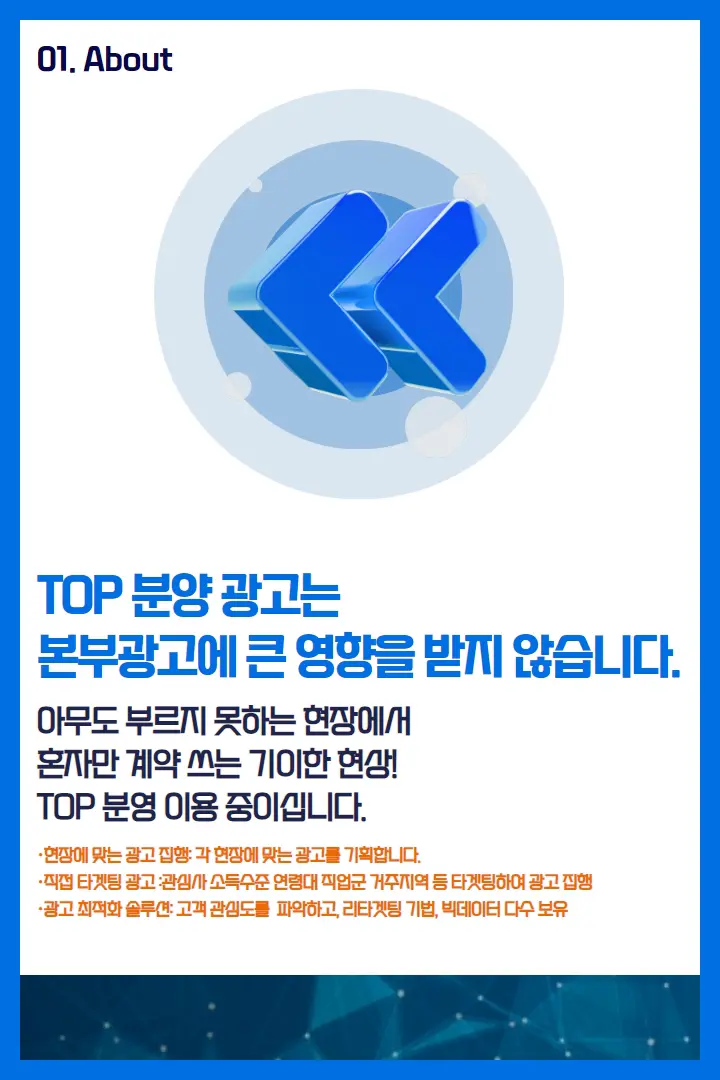 01. About
TOP 분양 광고는
본부광고에 큰 영향을 받지 않습니다.
아무도 부르지 못하는 현장에서
혼자만 계약 쓰는 기이한 현상!
TOP 분영 이용 중이십니다.
·현장에 맞는 광고 집행: 각 현장에 맞는 광고를 기획합니다.
·직접 타겟팅 광고 :관심사 소득수준 연령대 직업군 거주지역 등 타겟팅하여 광고 집행
·광고 최적화 솔루션: 고객 관심도를 파악하고, 리타겟팅 기법, 빅데이터 다수 보유